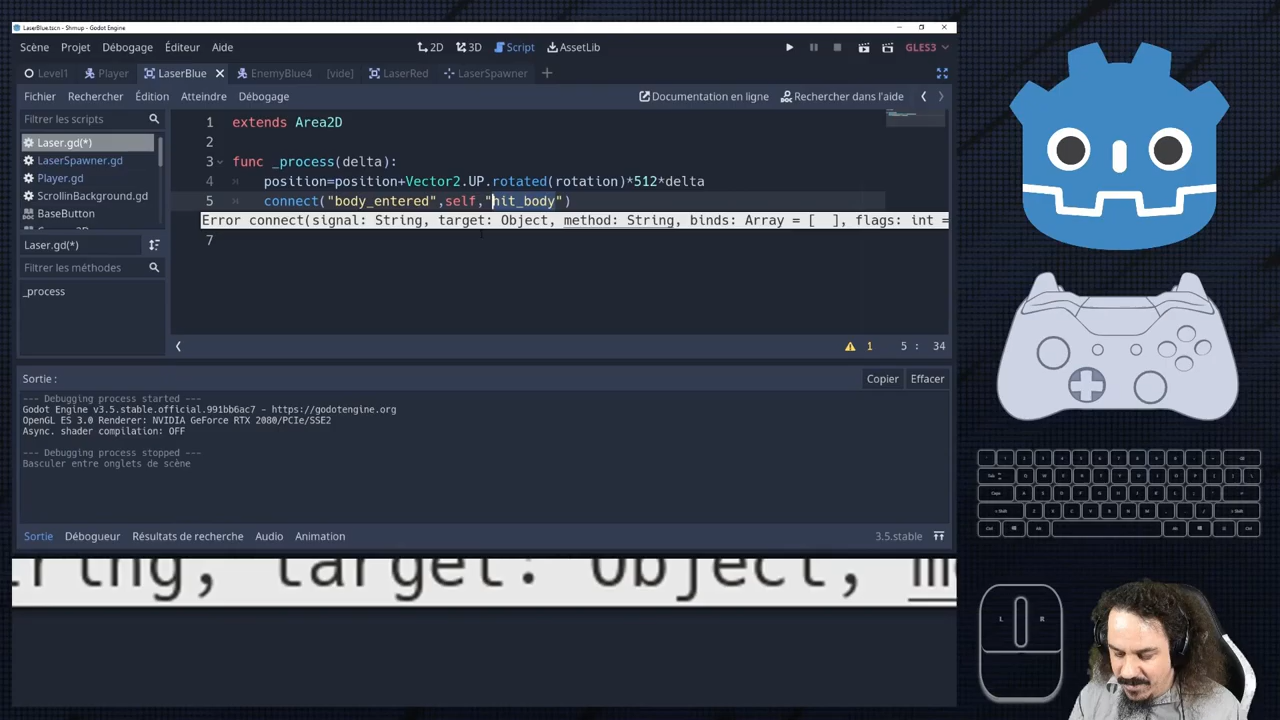 LaserBlue.tscn - Shmup - Godot Engine
Scène Projet Débogage Éditeur Aide
2D 3D Script AssetLib
GLES3
Level1 Player LaserBlue EnemyBlue4 [vide] LaserRed LaserSpawner
Fichier Rechercher Édition Atteindre Débogage Documentation en ligne Rechercher dans l'aide
Filtrer les scripts
Laser.gd(*)
LaserSpawner.gd
Player.gd
ScrollinBackground.gd
BaseButton
Laser.gd(*)
Filtrer les méthodes
_process
1 extends Area2D
2
3 func _process(delta):
4 position=position+Vector2.UP.rotated(rotation)*512*delta
5 connect("body_entered",self,"hit_body")
Error connect(signal: String, target: Object, method: String, binds: Array = [ ], flags: int =
7
1 5 : 34
Sortie : Copier Effacer
--- Debugging process started ---
Godot Engine v3.5.stable.official.991bb6ac7 - https://godotengine.org
OpenGL ES 3.0 Renderer: NVIDIA GeForce RTX 2080/PCIe/SSE2
Async. shader compilation: OFF
--- Debugging process stopped ---
Basculer entre onglets de scène
Sortie Débogueur Résultats de recherche Audio Animation 3.5.stable
target: Object,
L R